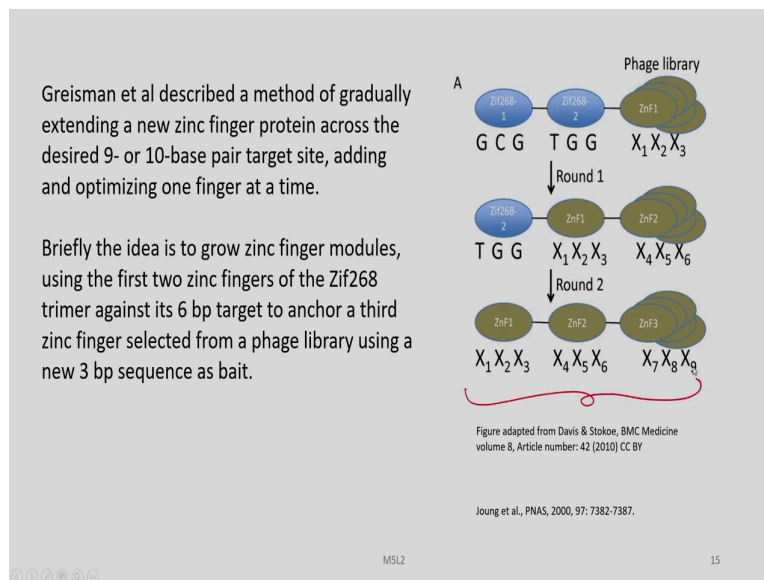 Greisman et al described a method of gradually
extending a new zinc finger protein across the
desired 9- or 10-base pair target site, adding
and optimizing one finger at a time.
Briefly the idea is to grow zinc finger modules,
using the first two zinc fingers of the Zif268
trimer against its 6 bp target to anchor a third
zinc finger selected from a phage library using a
new 3 bp sequence as bait.
Phage library
A
Zif268-
1
Zif268-
2
ZnF1
G C G T G G X₁ X₂ X₃
Round 1
Zif268-
2
ZnF1
ZnF2
T G G X₁ X₂ X₃ X₄ X₅ X₆
Round 2
ZnF1
ZnF2
ZnF3
X₁ X₂ X₃ X₄ X₅ X₆ X₇ X₈ X₉
Figure adapted from Davis & Stokoe, BMC Medicine
volume 8, Article number: 42 (2010) CC BY
Joung et al., PNAS, 2000, 97: 7382-7387.
M5L2
15